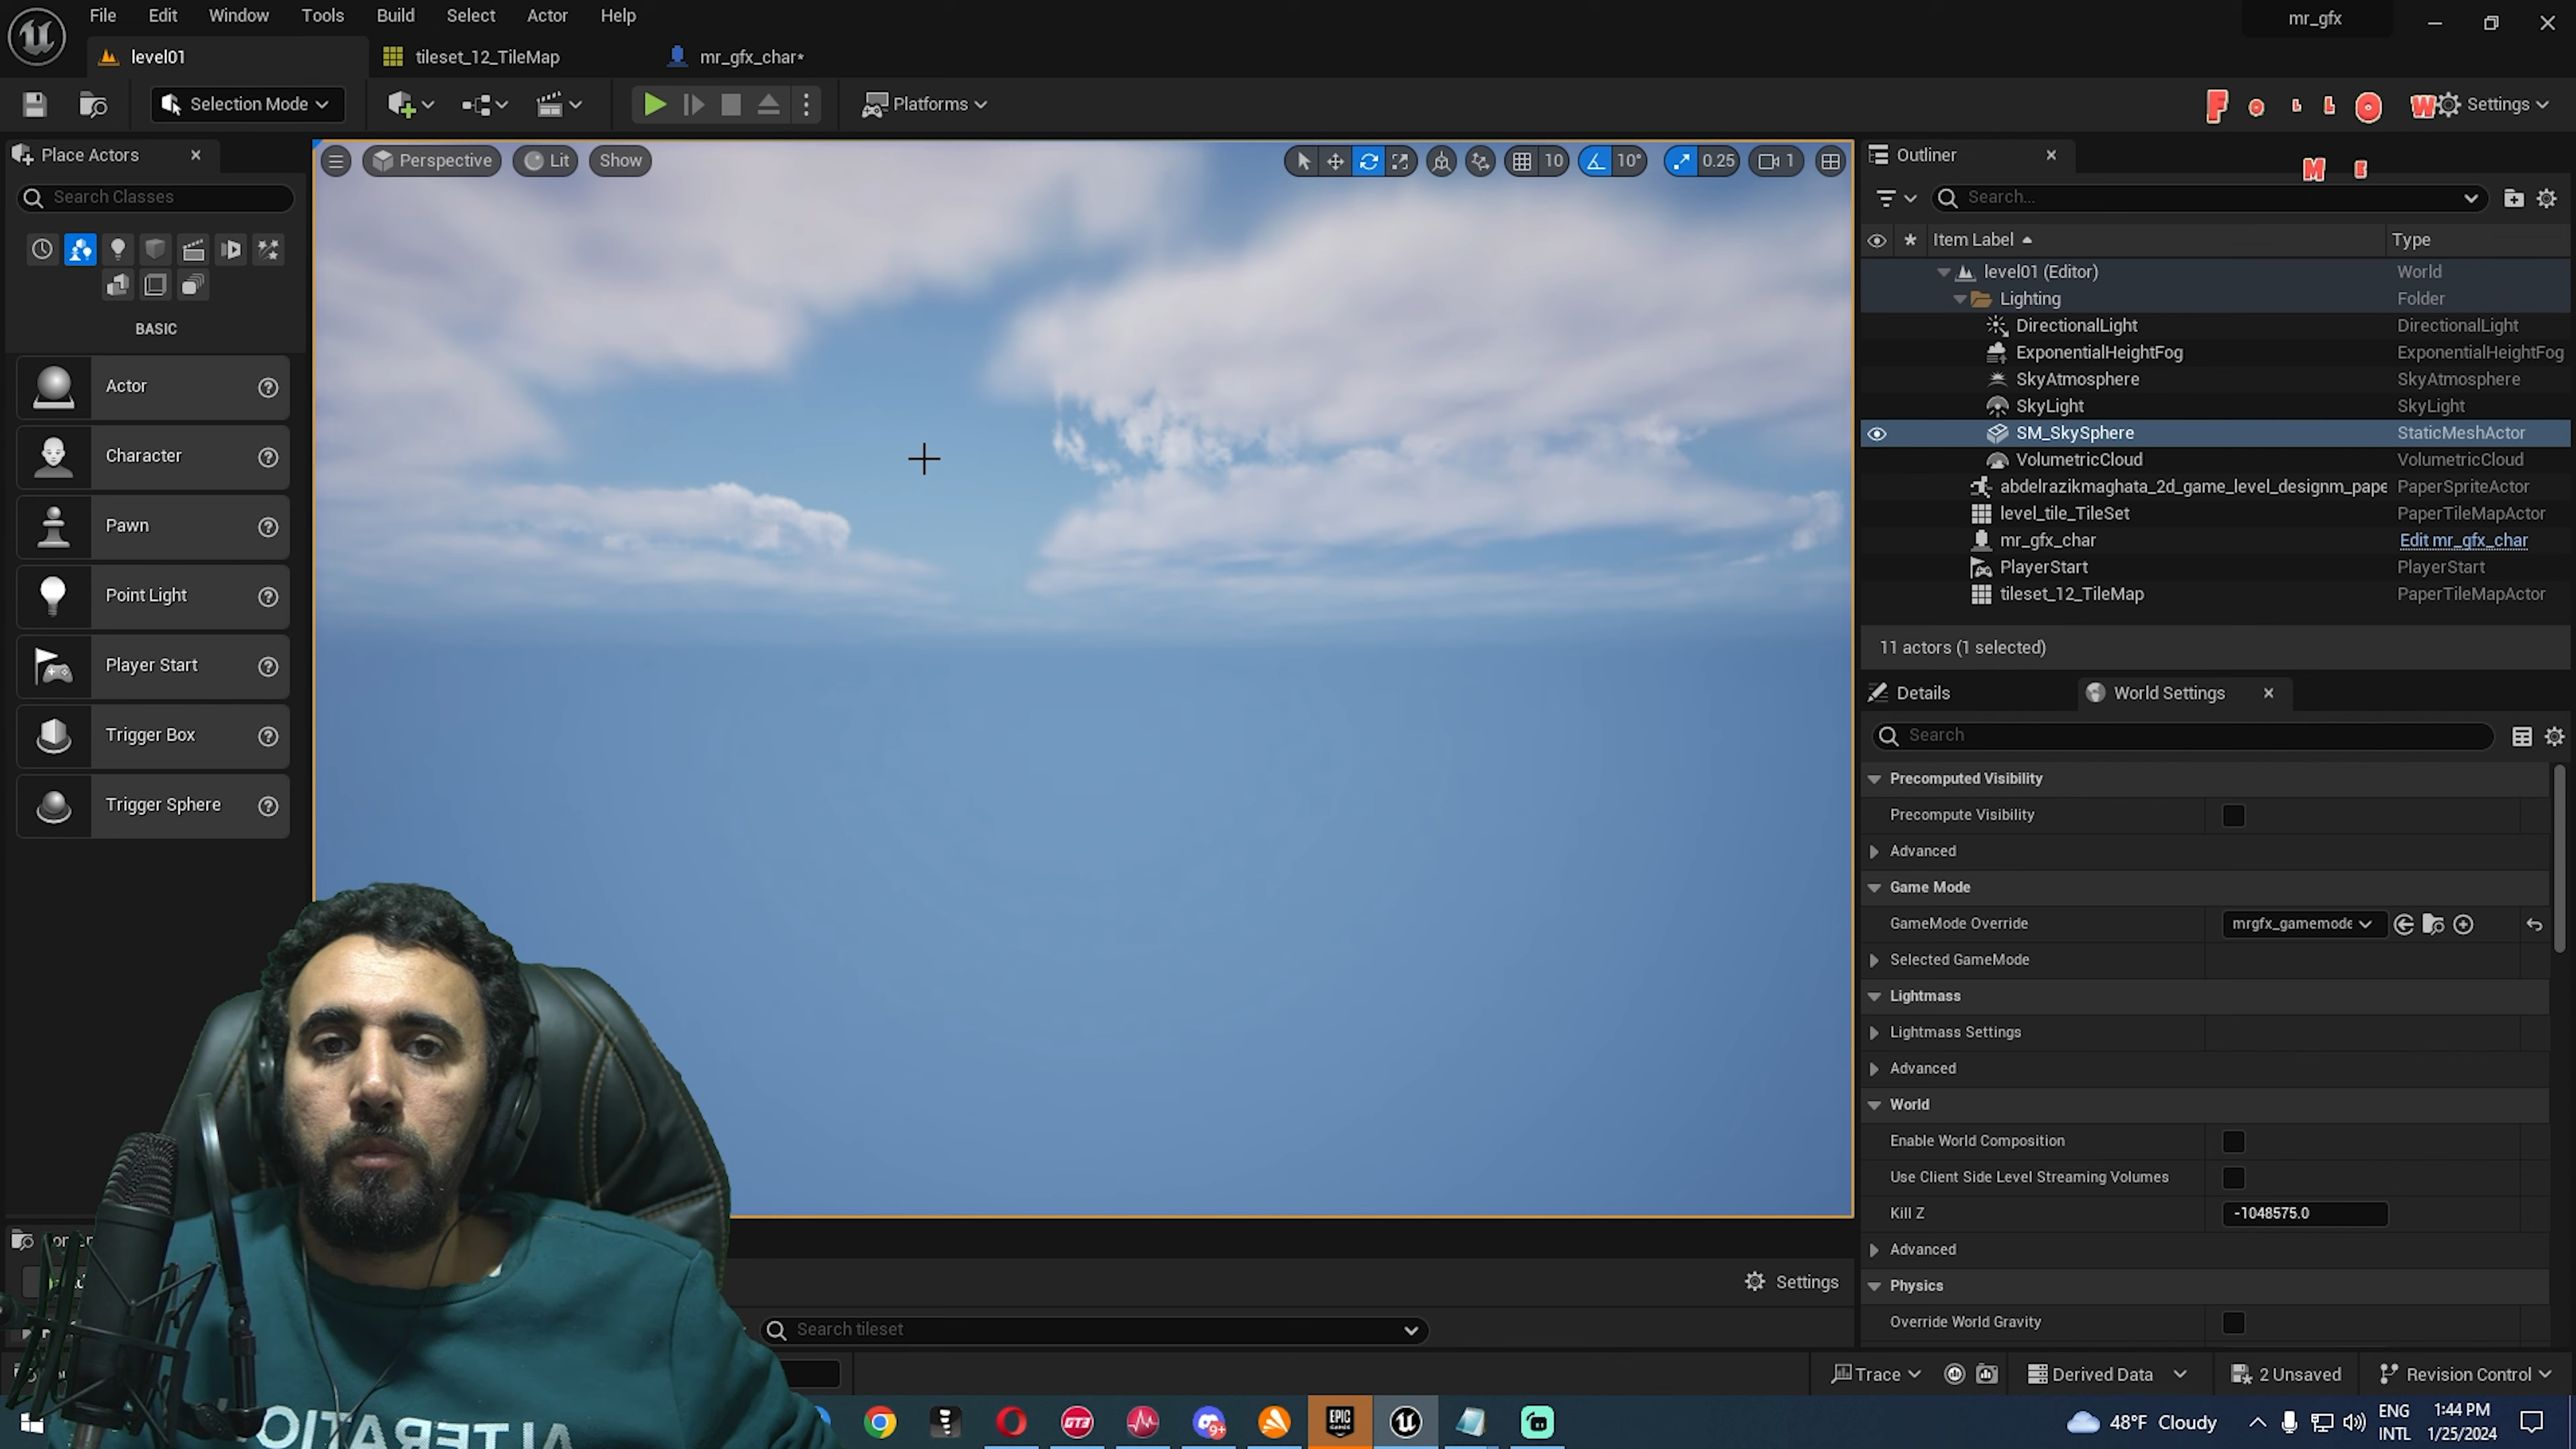 File Edit Window Tools Build Select Actor Help
mr_gfx
level01
tileset_12_TileMap
mr_gfx_char*
Selection Mode
Platforms
FOLLOW
ME
Settings
Place Actors
Search Classes
BASIC
Actor
Character
Pawn
Point Light
Player Start
Trigger Box
Trigger Sphere
Perspective
Lit
Show
10
10°
0.25
1
Outliner
Search...
Item Label
Type
level01 (Editor) World
Lighting Folder
DirectionalLight DirectionalLight
ExponentialHeightFog ExponentialHeightFog
SkyAtmosphere SkyAtmosphere
SkyLight SkyLight
SM_SkySphere StaticMeshActor
VolumetricCloud VolumetricCloud
abdelrazikmaghata_2d_game_level_designm_pape PaperSpriteActor
level_tile_TileSet PaperTileMapActor
mr_gfx_char Edit mr_gfx_char
PlayerStart PlayerStart
tileset_12_TileMap PaperTileMapActor
11 actors (1 selected)
Details
World Settings
Search
Precomputed Visibility
Precompute Visibility
Advanced
Game Mode
GameMode Override mrgfx_gamemode
Selected GameMode
Lightmass
Lightmass Settings
Advanced
World
Enable World Composition
Use Client Side Level Streaming Volumes
Kill Z -1048575.0
Advanced
Physics
Override World Gravity
Settings
Search tileset
Trace
Derived Data
2 Unsaved
Revision Control
GT3
9+
EPIC GAMES
48°F Cloudy
ENG
INTL
1:44 PM
1/25/2024